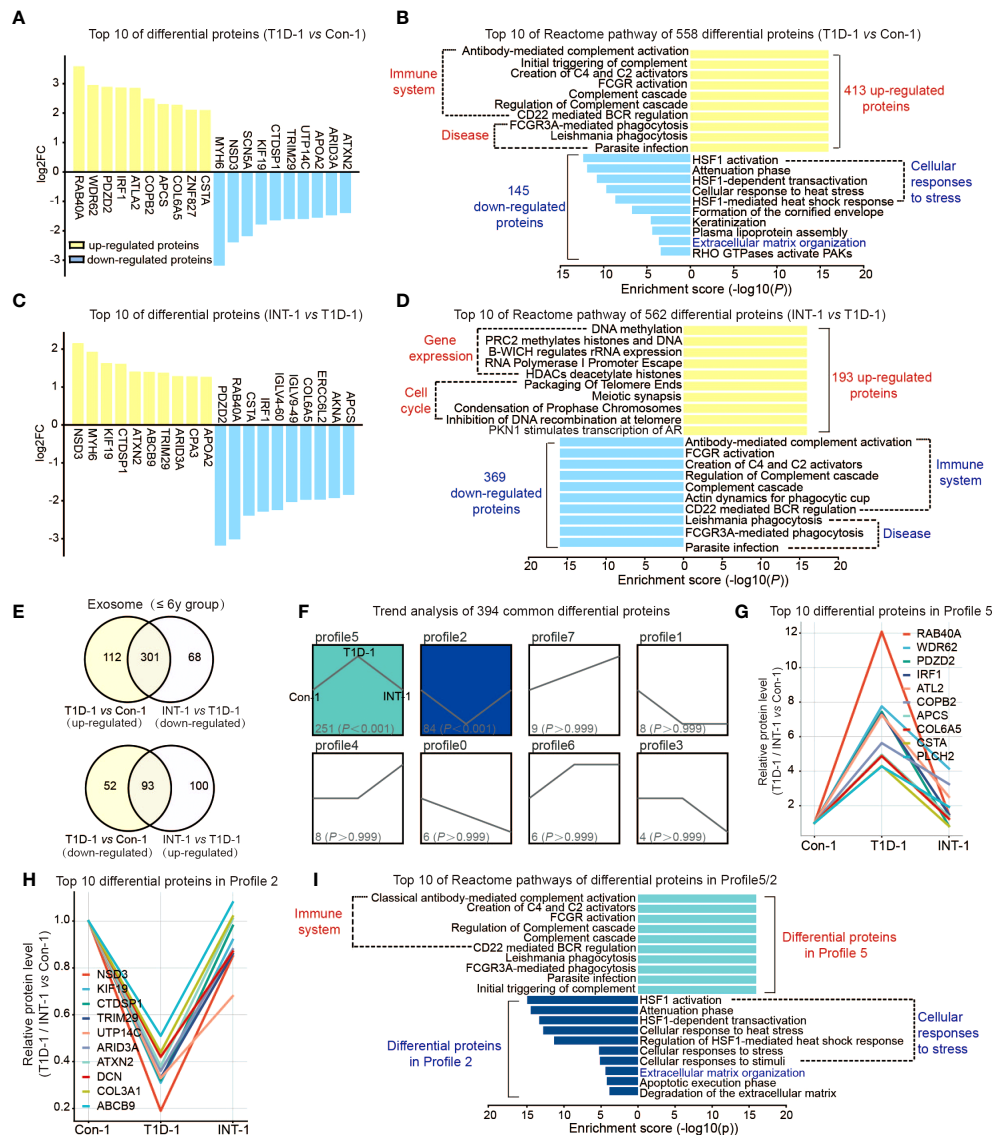 A
Top 10 of differential proteins (T1D-1 vs Con-1)
log2FC
3
2
1
0
-1
-2
-3
RAB40A
WDR62
PDZD2
IRF1
ATLA2
COPB2
APCS
COL6A5
ZNF827
CSTA
MYH6
NSD3
SCN5A
KIF19
CTDSP1
TRIM29
UTP14C
APOA2
ARID3A
ATXN2
up-regulated proteins
down-regulated proteins
B
Top 10 of Reactome pathway of 558 differential proteins (T1D-1 vs Con-1)
Immune
system
Disease
Antibody-mediated complement activation
Initial triggering of complement
Creation of C4 and C2 activators
FCGR activation
Complement cascade
Regulation of Complement cascade
CD22 mediated BCR regulation
FCGR3A-mediated phagocytosis
Leishmania phagocytosis
Parasite infection
413 up-regulated
proteins
145
down-regulated
proteins
HSF1 activation
Attenuation phase
HSF1-dependent transactivation
Cellular response to heat stress
HSF1-mediated heat shock response
Formation of the cornified envelope
Keratinization
Plasma lipoprotein assembly
Extracellular matrix organization
RHO GTPases activate PAKs
Cellular
responses
to stress
15 10 5 0 5 10 15 20
Enrichment score (-log10(P))
C
Top 10 of differential proteins (INT-1 vs T1D-1)
log2FC
2
1
0
-1
-2
-3
NSD3
MYH6
KIF19
CTDSP1
ATXN2
ABCB9
TRIM29
ARID3A
CPA3
APOA2
PDZD2
RAB40A
CSTA
IRF1
IGLV4-60
IGLV9-49
COL6A5
ERCC6L2
AKNA
APCS
D
Top 10 of Reactome pathway of 562 differential proteins (INT-1 vs T1D-1)
Gene
expression
Cell
cycle
DNA methylation
PRC2 methylates histones and DNA
B-WICH regulates rRNA expression
RNA Polymerase I Promoter Escape
HDACs deacetylate histones
Packaging Of Telomere Ends
Meiotic synapsis
Condensation of Prophase Chromosomes
Inhibition of DNA recombination at telomere
PKN1 stimulates transcription of AR
193 up-regulated
proteins
369
down-regulated
proteins
Antibody-mediated complement activation
FCGR activation
Creation of C4 and C2 activators
Regulation of Complement cascade
Complement cascade
Actin dynamics for phagocytic cup
CD22 mediated BCR regulation
Leishmania phagocytosis
FCGR3A-mediated phagocytosis
Parasite infection
Immune
system
Disease
20 15 10 5 0 5 10 15 20
Enrichment score (-log10(P))
E
Exosome (≤ 6y group)
112 301 68
T1D-1 vs Con-1 INT-1 vs T1D-1
(up-regulated) (down-regulated)
52 93 100
T1D-1 vs Con-1 INT-1 vs T1D-1
(down-regulated) (up-regulated)
F
Trend analysis of 394 common differential proteins
profile5 profile2 profile7 profile1
T1D-1
Con-1 INT-1
251 (P<0.001) 84 (P<0.001) 9 (P>0.999) 8 (P>0.999)
profile4 profile0 profile6 profile3
8 (P>0.999) 6 (P>0.999) 6 (P>0.999) 4 (P>0.999)
G
Top 10 differential proteins in Profile 5
Relative protein level
(T1D-1 / INT-1 vs Con-1)
12
10
8
6
4
2
RAB40A
WDR62
PDZD2
IRF1
ATL2
COPB2
APCS
COL6A5
CSTA
PLCH2
Con-1 T1D-1 INT-1
H
Top 10 differential proteins in Profile 2
Relative protein level
(T1D-1 / INT-1 vs Con-1)
1.0
0.8
0.6
0.4
0.2
NSD3
KIF19
CTDSP1
TRIM29
UTP14C
ARID3A
ATXN2
DCN
COL3A1
ABCB9
Con-1 T1D-1 INT-1
I
Top 10 of Reactome pathways of differential proteins in Profile5/2
Immune
system
Classical antibody-mediated complement activation
Creation of C4 and C2 activators
FCGR activation
Regulation of Complement cascade
Complement cascade
CD22 mediated BCR regulation
Leishmania phagocytosis
FCGR3A-mediated phagocytosis
Parasite infection
Initial triggering of complement
Differential proteins
in Profile 5
Differential proteins
in Profile 2
HSF1 activation
Attenuation phase
HSF1-dependent transactivation
Cellular response to heat stress
Regulation of HSF1-mediated heat shock response
Cellular responses to stress
Cellular responses to stimuli
Extracellular matrix organization
Apoptotic execution phase
Degradation of the extracellular matrix
Cellular
responses
to stress
20 15 10 5 0 5 10 15 20
Enrichment score (-log10(p))